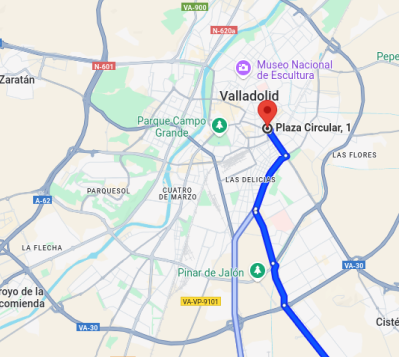 VA-900
N-620a
Pepe
N-601
Museo Nacional
de Escultura
Zaratán
Valladolid
Parque Campo
Grande
Plaza Circular, 1
LAS FLORES
LAS DELICIAS
PARQUESOL
CUATRO
DE MARZO
A-62
LA FLECHA
Pinar de Jalón
VA-30
royo de la
comienda
VA-VP-9101
Cisté
VA-30